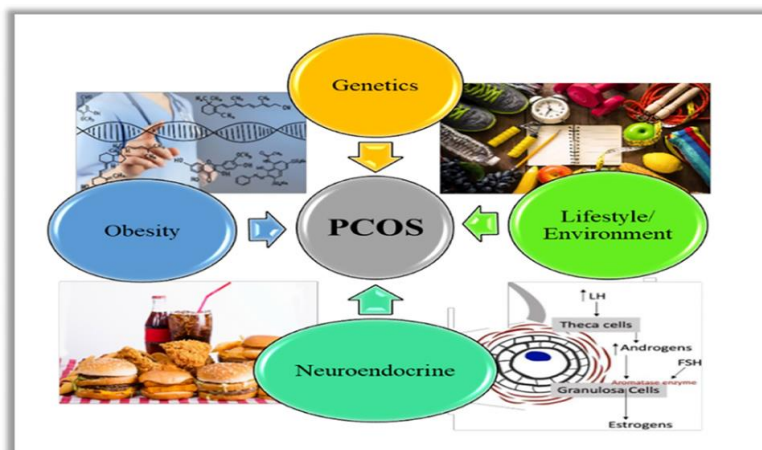 Genetics
Obesity
PCOS
Lifestyle/
Environment
Neuroendocrine
↑LH
Theca cells
↑Androgens
FSH
Aromatase enzyme
Granulosa Cells
Estrogens